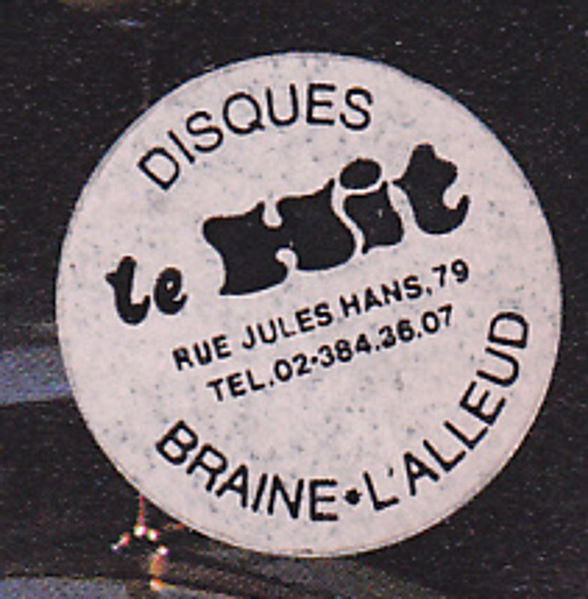 DISQUES
le Hit
RUE JULES HANS,79
TEL.02-384.36.07
BRAINE•L'ALLEUD